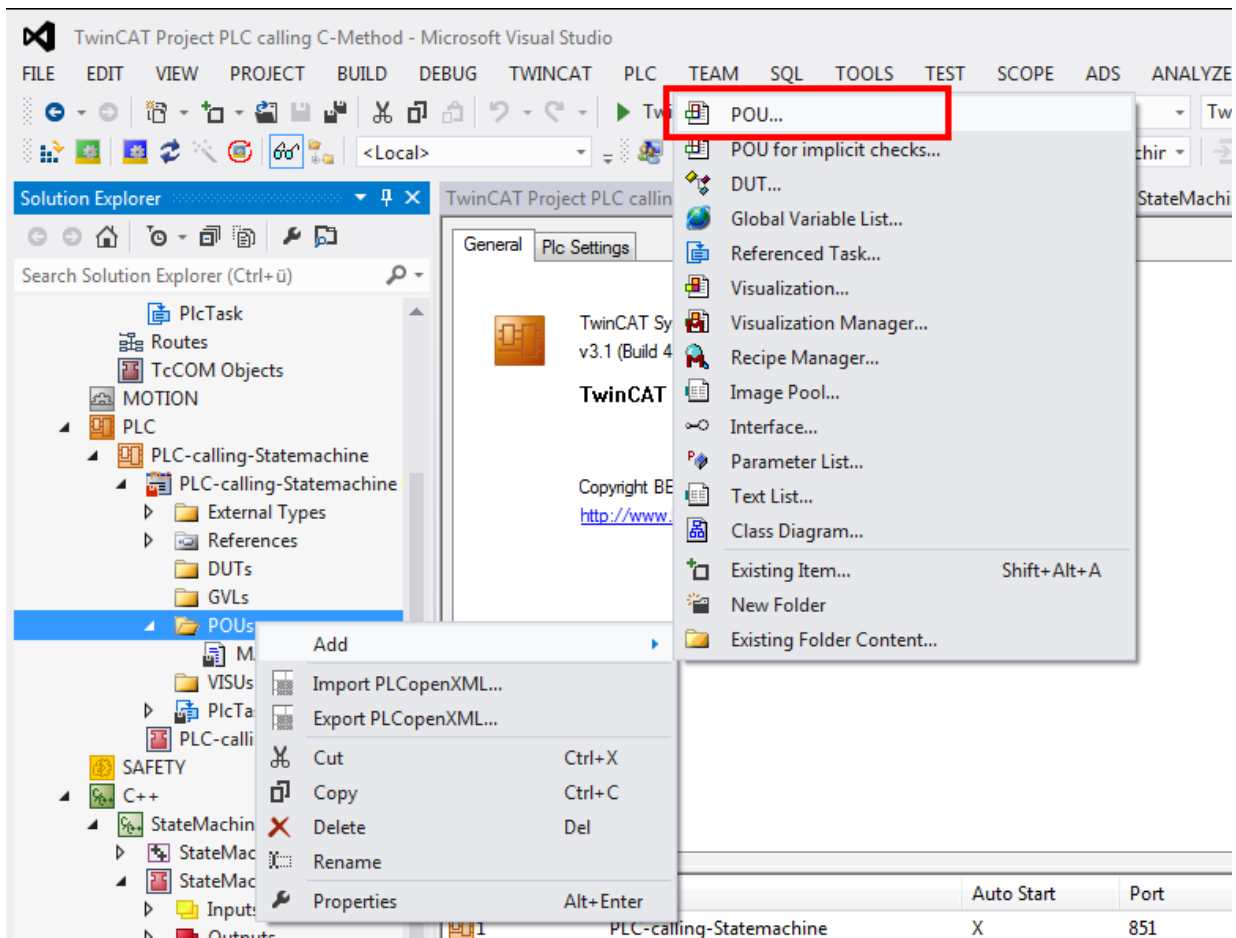 TwinCAT Project PLC calling C-Method - Microsoft Visual Studio
FILE EDIT VIEW PROJECT BUILD DEBUG TWINCAT PLC TEAM SQL TOOLS TEST SCOPE ADS ANALYZE
<Local>
Solution Explorer
Search Solution Explorer (Ctrl+ü)
PlcTask
Routes
TcCOM Objects
MOTION
PLC
PLC-calling-Statemachine
PLC-calling-Statemachine
External Types
References
DUTs
GVLs
POUs
VISUs
SAFETY
C++
TwinCAT Project PLC
General Plc Settings
v3.1 (Build 4
TwinCAT
Copyright
http://www.
POU...
POU for implicit checks...
DUT...
Global Variable List...
Referenced Task...
Visualization...
Visualization Manager...
Recipe Manager...
Image Pool...
Interface...
Parameter List...
Text List...
Class Diagram...
Existing Item... Shift+Alt+A
New Folder
Existing Folder Content...
Add
Import PLCopenXML...
Export PLCopenXML...
Cut Ctrl+X
Copy Ctrl+C
Delete Del
Rename
Properties Alt+Enter
Auto Start Port
1 PLC-calling-Statemachine X 851